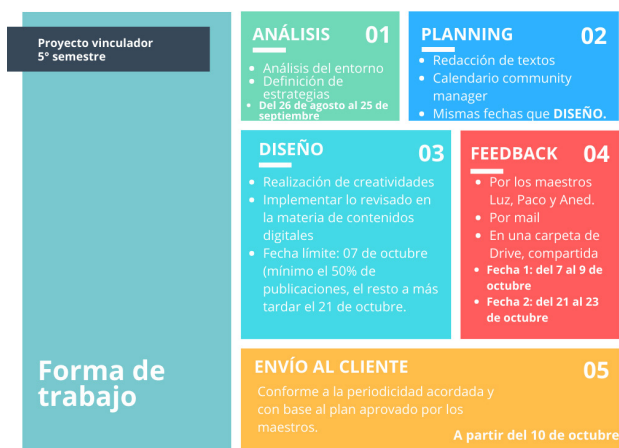 Proyecto vinculador
5° semestre
Forma de
trabajo
ANÁLISIS 01
• Análisis del entorno
• Definición de
estrategias
• Del 26 de agosto al 25 de
septiembre
PLANNING 02
• Redacción de textos
• Calendario community
manager
• Mismas fechas que DISEÑO.
DISEÑO 03
• Realización de creatividades
• Implementar lo revisado en
la materia de contenidos
digitales
• Fecha límite: 07 de octubre
(mínimo el 50% de
publicaciones, el resto a más
tardar el 21 de octubre.
FEEDBACK 04
• Por los maestros
Luz, Paco y Aned.
• Por mail
• En una carpeta de
Drive, compartida
• Fecha 1: del 7 al 9 de
octubre
• Fecha 2: del 21 al 23
de octubre
ENVÍO AL CLIENTE 05
Conforme a la periodicidad acordada y
con base al plan aprovado por los
maestros.
A partir del 10 de octubre